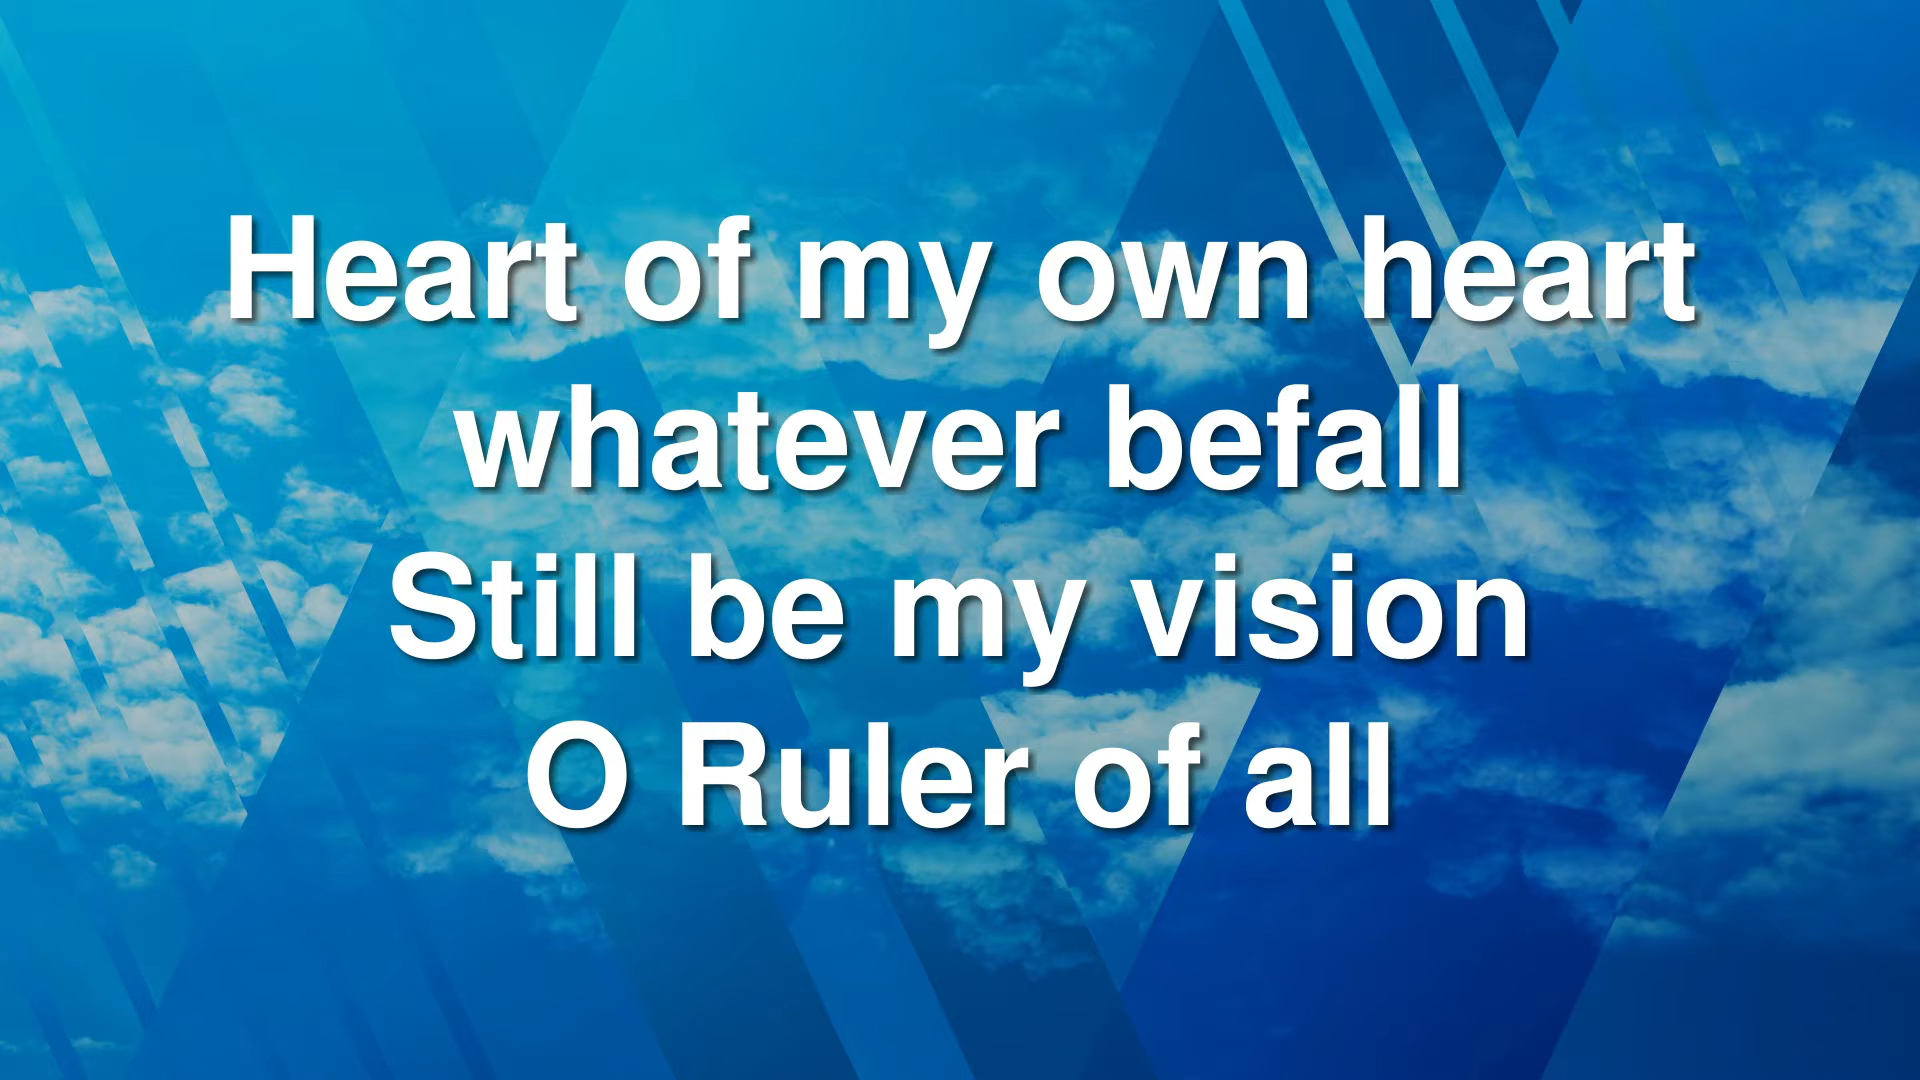 Heart of my own heart
whatever befall
Still be my vision
O Ruler of all